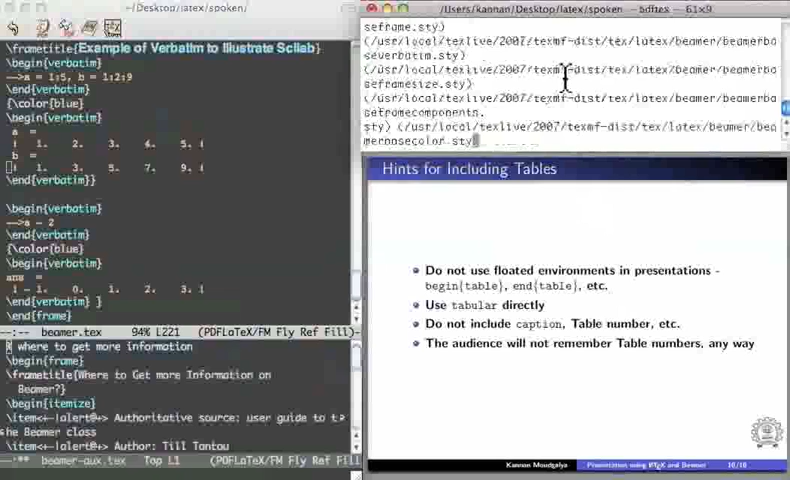 ~/Desktop/latex/spoken
\frametitle{Example of Verbatim to Illustrate Scilab}
\begin{verbatim}
-->a = 1:5, b = 1:2:9
\end{verbatim}
{\color{blue}
\begin{verbatim}
a =
! 1. 2. 3. 4. 5. !
b =
! 1. 3. 5. 7. 9. !
\end{verbatim}}
\begin{verbatim}
-->a - 2
\end{verbatim}
{\color{blue}
\begin{verbatim}
ans =
! - 1. 0. 1. 2. 3. !
\end{verbatim} }
\end{frame}
--:-- beamer.tex 94% L221 (PDFLaTeX/FM Fly Ref Fill)-
% where to get more information
\begin{frame}
\frametitle{Where to Get more Information on
Beamer?}
\begin{itemize}
\item<+-|alert@+> Authoritative source: user guide to t
he Beamer class
\item<+-|alert@+> Author: Till Tantau
-:** beamer-aux.tex Top L1 (PDFLaTeX/FM Fly Ref Fill)-
/Users/kannan/Desktop/latex/spoken — pdftex — 61×9
seframe.sty)
(/usr/local/texlive/2007/texmf-dist/tex/latex/beamer/beamerba
severbatim.sty)
(/usr/local/texlive/2007/texmf-dist/tex/latex/beamer/beamerba
seframesize.sty)
(/usr/local/texlive/2007/texmf-dist/tex/latex/beamer/beamerba
seframecomponents.
sty) (/usr/local/texlive/2007/texmf-dist/tex/latex/beamer/bea
merbasecolor.sty
Hints for Including Tables
Do not use floated environments in presentations -
begin{table}, end{table}, etc.
Use tabular directly
Do not include caption, Table number, etc.
The audience will not remember Table numbers, any way
Kannan Moudgalya Presentation using LATEX and Beamer 18/18